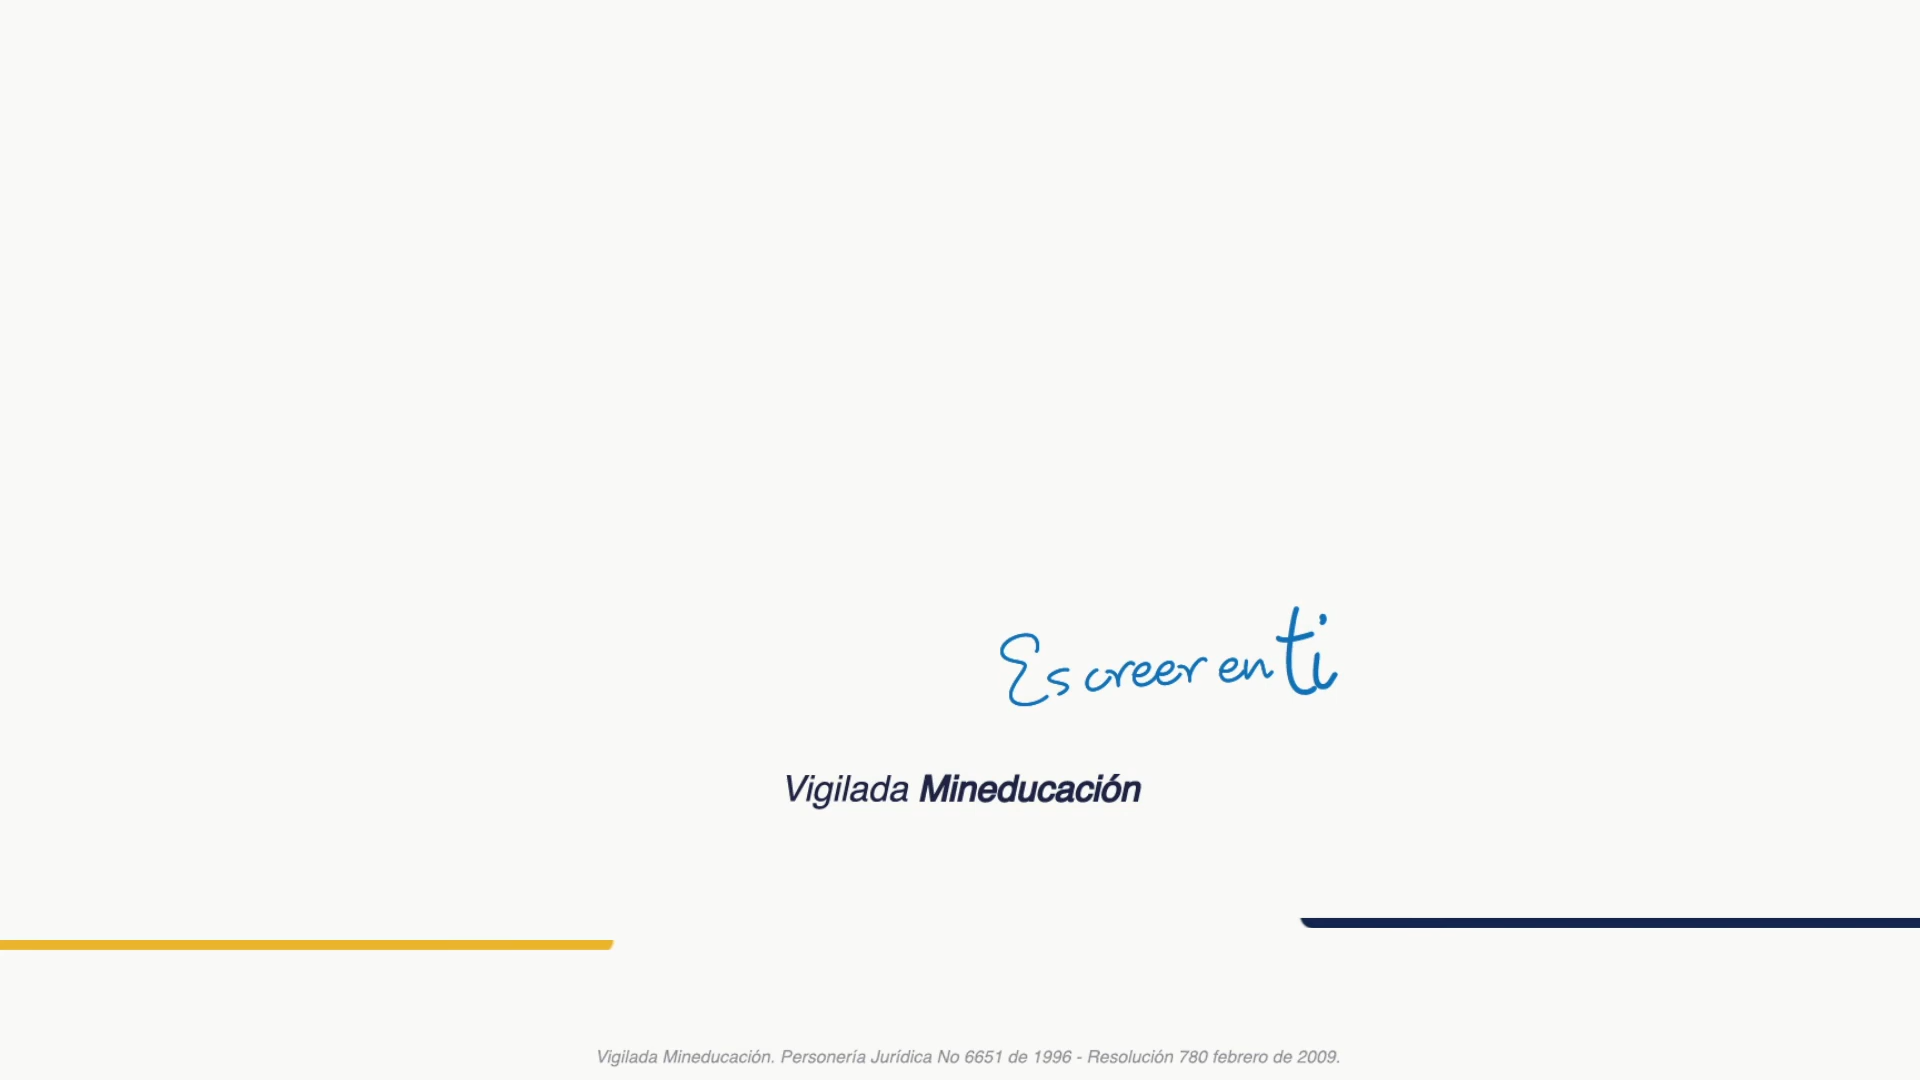 Es creer en ti
Vigilada Mineducación
Vigilada Mineducación. Personería Jurídica No 6651 de 1996 - Resolución 780 febrero de 2009.